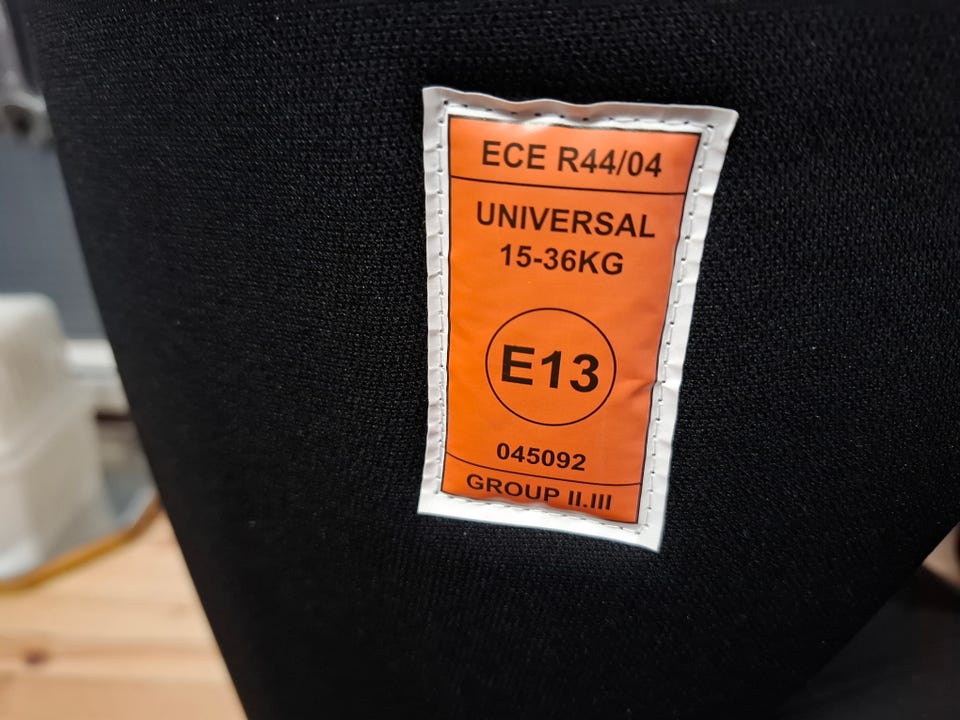 ECE R44/04
UNIVERSAL
15-36KG
E13
045092
GROUP II.III